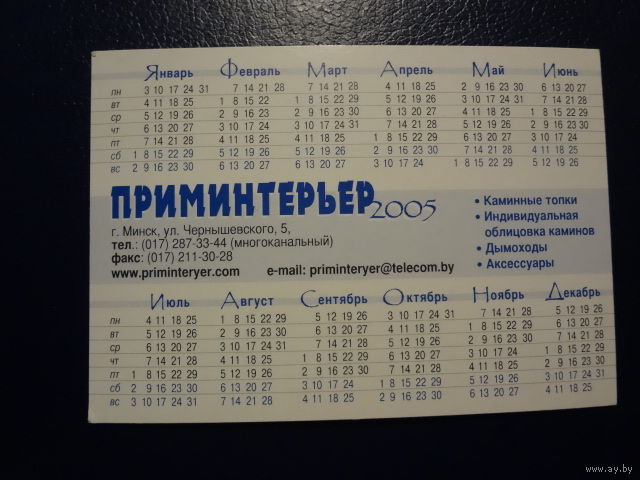 Январь Февраль Март Апрель Май Июнь
пн 3 10 17 24 31 7 14 21 28 7 14 21 28 4 11 18 25 2 9 16 23 30 6 13 20 27
вт 4 11 18 25 1 8 15 22 1 8 15 22 29 5 12 19 26 3 10 17 24 31 7 14 21 28
ср 5 12 19 26 2 9 16 23 2 9 16 23 30 6 13 20 27 4 11 18 25 1 8 15 22 29
чт 6 13 20 27 3 10 17 24 3 10 17 24 31 7 14 21 28 5 12 19 26 2 9 16 23 30
пт 7 14 21 28 4 11 18 25 4 11 18 25 1 8 15 22 29 6 13 20 27 3 10 17 24
сб 1 8 15 22 29 5 12 19 26 5 12 19 26 2 9 16 23 30 7 14 21 28 4 11 18 25
вс 2 9 16 23 30 6 13 20 27 6 13 20 27 3 10 17 24 1 8 15 22 29 5 12 19 26
ПРИМИНТЕРЬЕР 2005
г. Минск, ул. Чернышевского, 5,
тел.: (017) 287-33-44 (многоканальный)
факс: (017) 211-30-28
www.priminteryer.com e-mail: priminteryer@telecom.by
• Каминные топки
• Индивидуальная
облицовка каминов
• Дымоходы
• Аксессуары
Июль Август Сентябрь Октябрь Ноябрь Декабрь
пн 4 11 18 25 1 8 15 22 29 5 12 19 26 3 10 17 24 31 7 14 21 28 5 12 19 26
вт 5 12 19 26 2 9 16 23 30 6 13 20 27 4 11 18 25 1 8 15 22 29 6 13 20 27
ср 6 13 20 27 3 10 17 24 31 7 14 21 28 5 12 19 26 2 9 16 23 30 7 14 21 28
чт 7 14 21 28 4 11 18 25 1 8 15 22 29 6 13 20 27 3 10 17 24 1 8 15 22 29
пт 1 8 15 22 29 5 12 19 26 2 9 16 23 30 7 14 21 28 4 11 18 25 2 9 16 23 30
сб 2 9 16 23 30 6 13 20 27 3 10 17 24 1 8 15 22 29 5 12 19 26 3 10 17 24 31
вс 3 10 17 24 31 7 14 21 28 4 11 18 25 2 9 16 23 30 6 13 20 27 4 11 18 25
www.ay.by